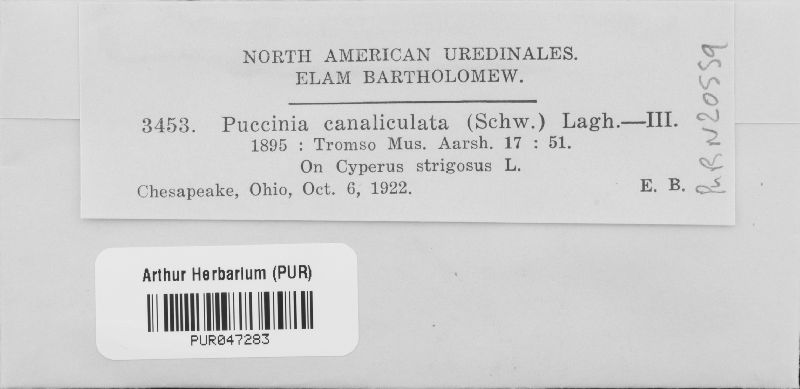 NORTH AMERICAN UREDINALES.
ELAM BARTHOLOMEW.
3453. Puccinia canaliculata (Schw.) Lagh.—III.
1895 : Tromso Mus. Aarsh. 17 : 51.
On Cyperus strigosus L.
Chesapeake, Ohio, Oct. 6, 1922. E. B.
PURN20559
Arthur Herbarium (PUR)
PUR047283